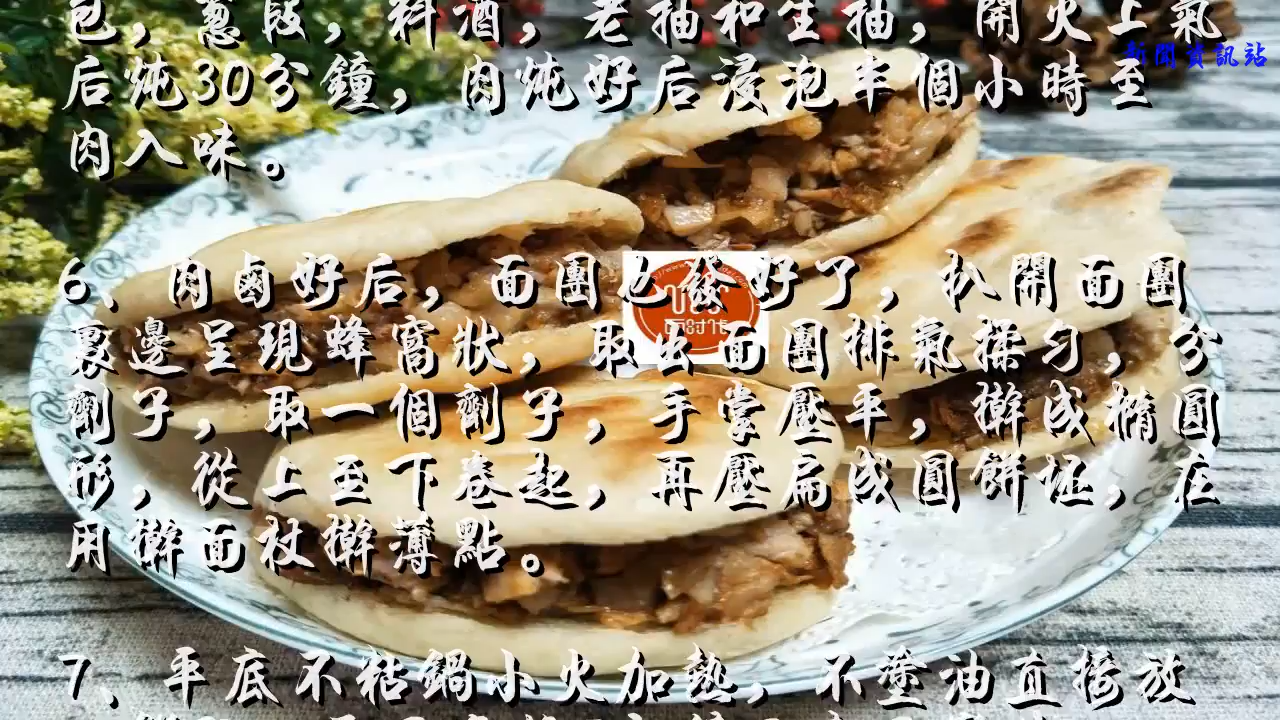 包，蔥段，料酒，老抽和生抽，開火上氣
后炖30分鐘，肉炖好后浸泡半個小時至
肉入味。
新聞資訊站
6、肉鹵好后，面團也發好了，扒開面團
裏邊呈現蜂窩狀，取出面團排氣揉勻，分
劑子，取一個劑子，手掌壓平，擀成橢圓
形，從上至下卷起，再壓扁成圓餅坯，在
用擀面杖擀薄點。
7、平底不粘鍋小火加熱，不塗油直接放